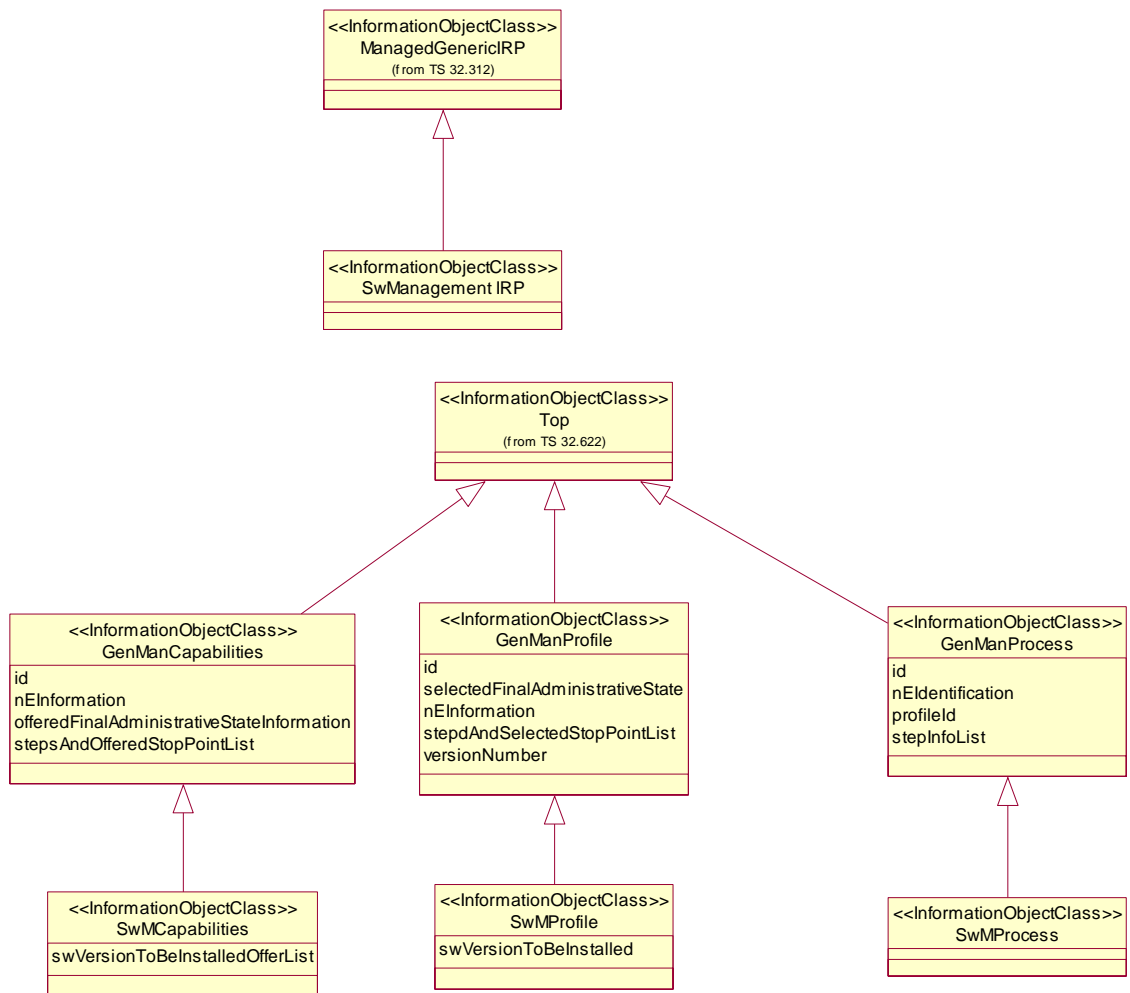 <<InformationObjectClass>>
ManagedGenericIRP
(from TS 32.312)
<<InformationObjectClass>>
SwManagement IRP
<<InformationObjectClass>>
Top
(from TS 32.622)
<<InformationObjectClass>>
GenManCapabilities
id
nEInformation
offeredFinalAdministrativeStateInformation
stepsAndOfferedStopPointList
<<InformationObjectClass>>
GenManProfile
id
selectedFinalAdministrativeState
nEInformation
stepdAndSelectedStopPointList
versionNumber
<<InformationObjectClass>>
GenManProcess
id
nEIdentification
profileId
stepInfoList
<<InformationObjectClass>>
SwMCapabilities
swVersionToBeInstalledOfferList
<<InformationObjectClass>>
SwMProfile
swVersionToBeInstalled
<<InformationObjectClass>>
SwMProcess